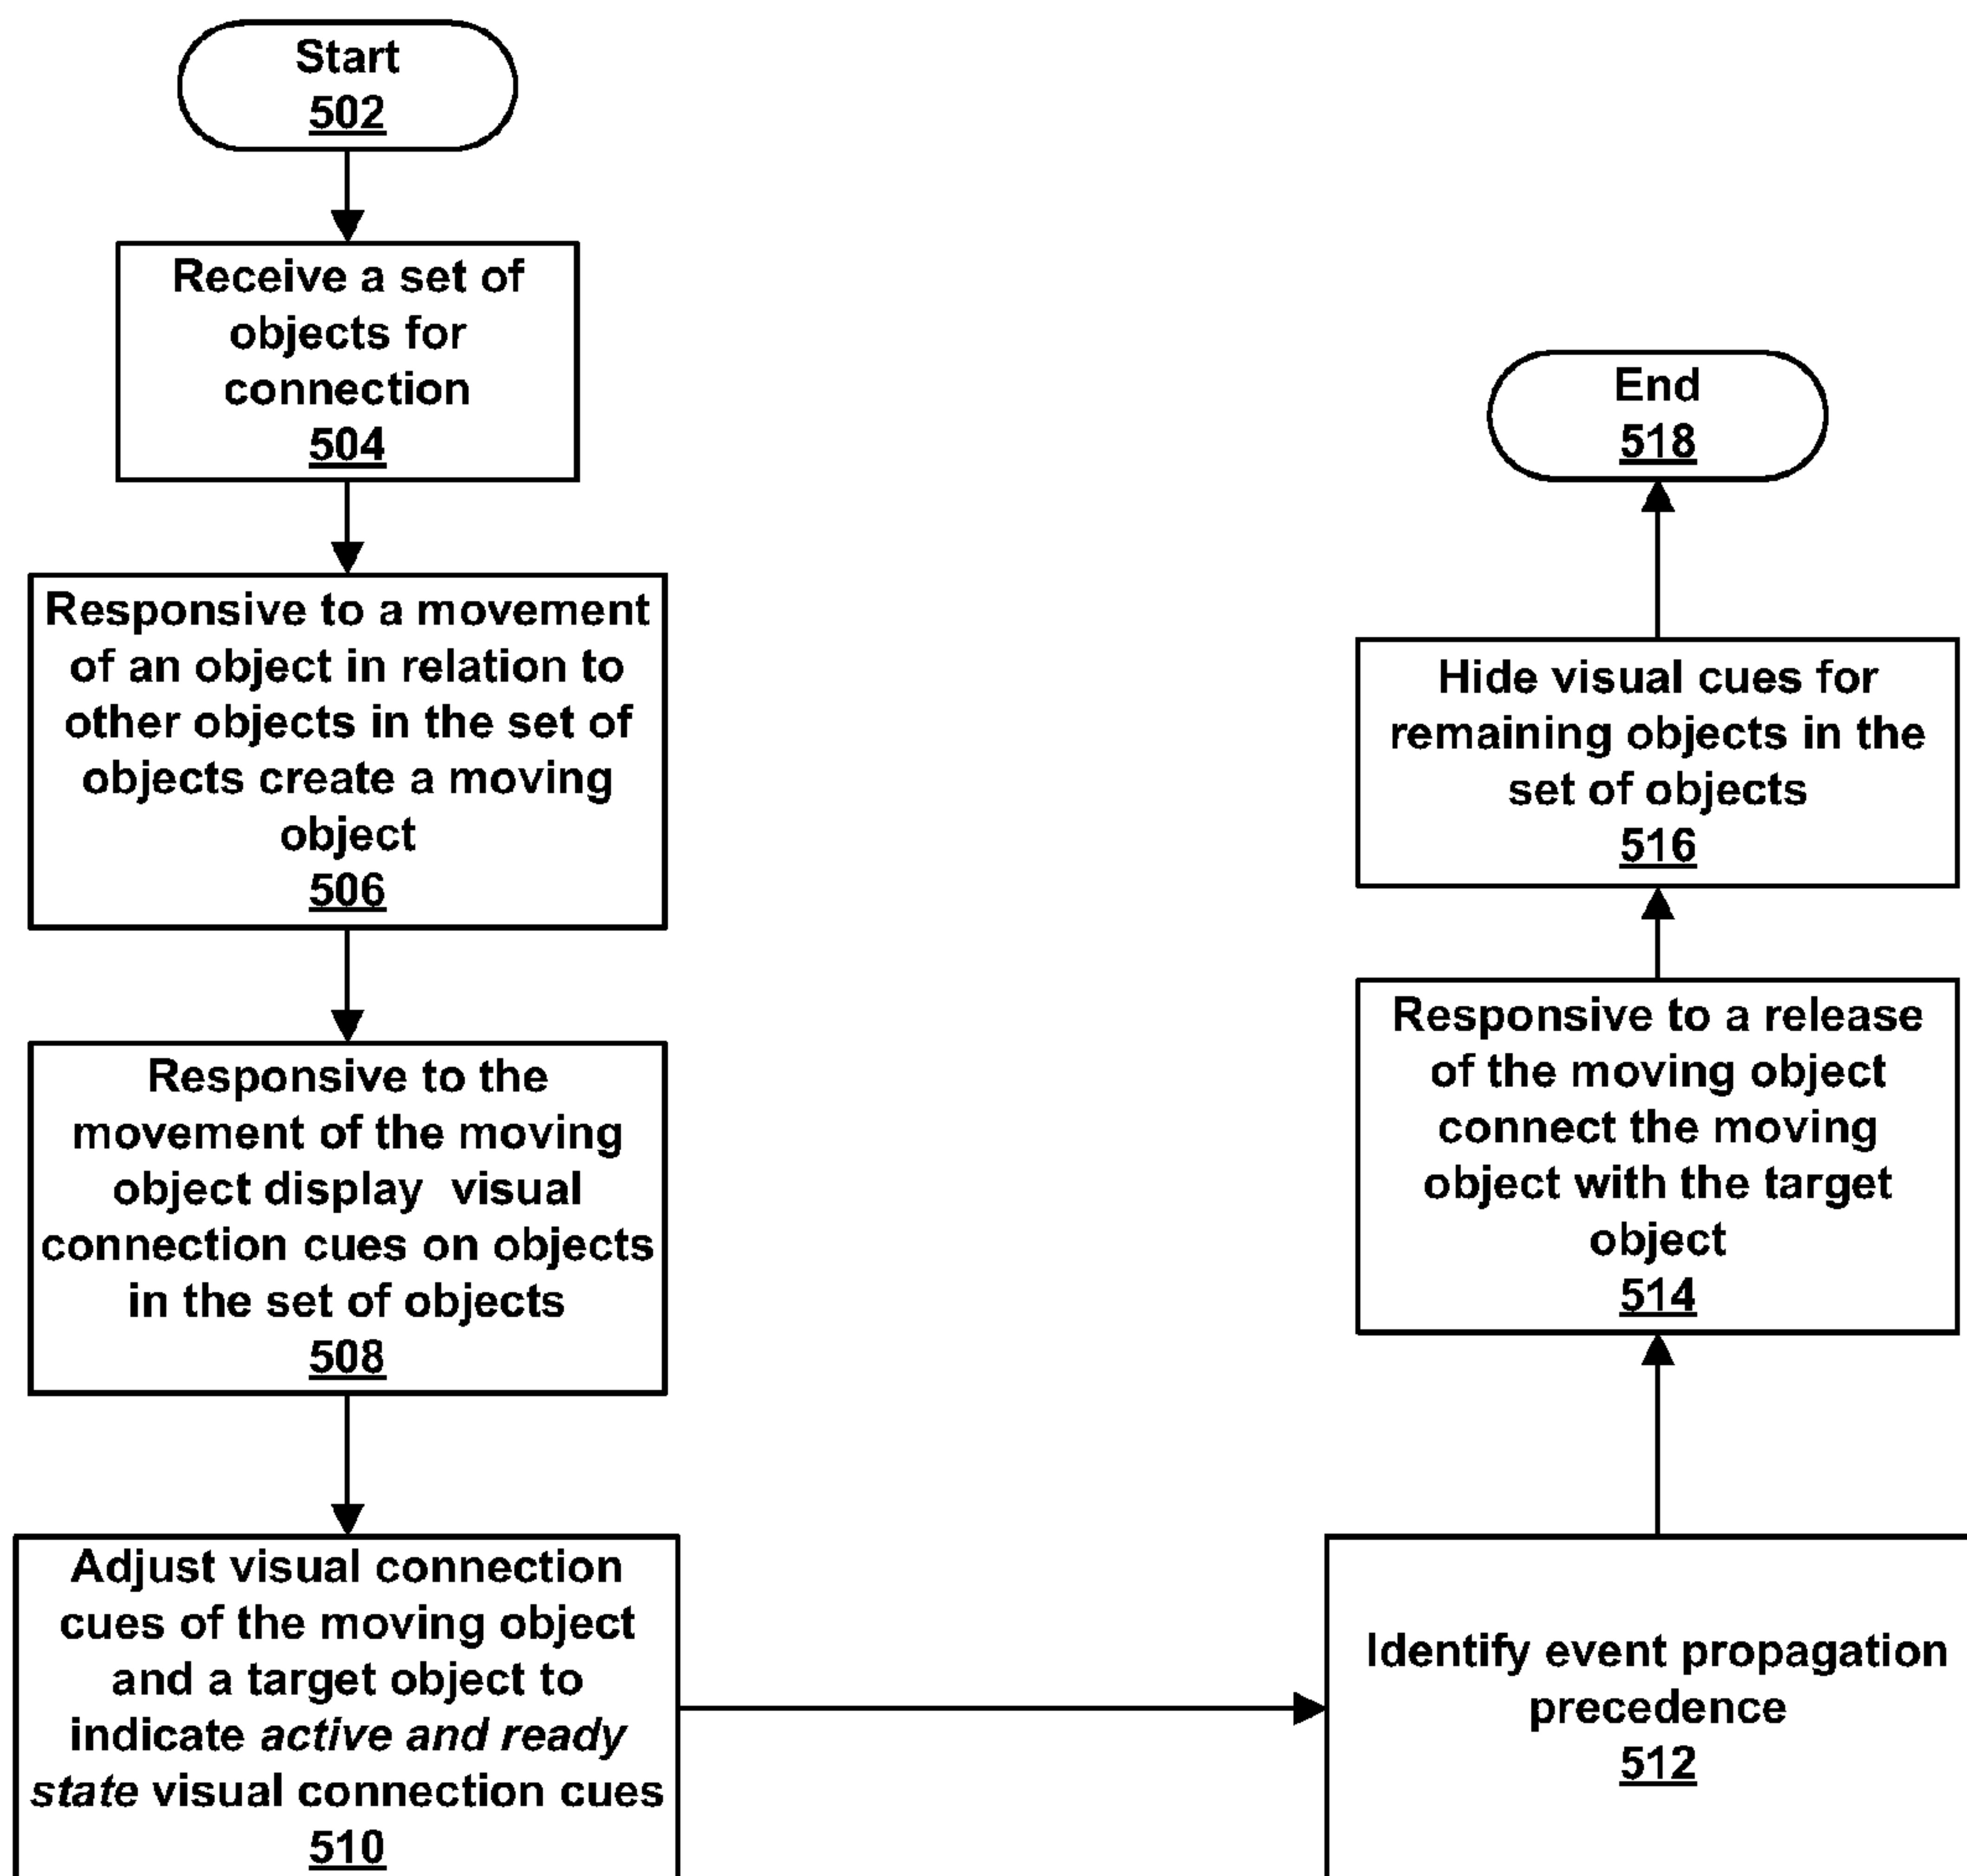 Start
502
Receive a set of
objects for
connection
504
Responsive to a movement
of an object in relation to
other objects in the set of
objects create a moving
object
506
Responsive to the
movement of the moving
object display visual
connection cues on objects
in the set of objects
508
Adjust visual connection
cues of the moving object
and a target object to
indicate active and ready
state visual connection cues
510
Identify event propagation
precedence
512
Responsive to a release
of the moving object
connect the moving
object with the target
object
514
Hide visual cues for
remaining objects in the
set of objects
516
End
518